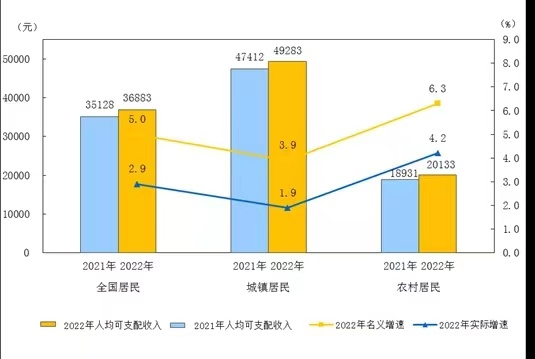 （元）
（%）
50000
40000
30000
20000
10000
0
9.0
8.0
7.0
6.0
5.0
4.0
3.0
2.0
1.0
0.0
35128
36883
5.0
2.9
47412
49283
3.9
1.9
6.3
4.2
18931
20133
2021年 2022年
2021年 2022年
2021年 2022年
全国居民
城镇居民
农村居民
2022年人均可支配收入
2021年人均可支配收入
2022年名义增速
2022年实际增速